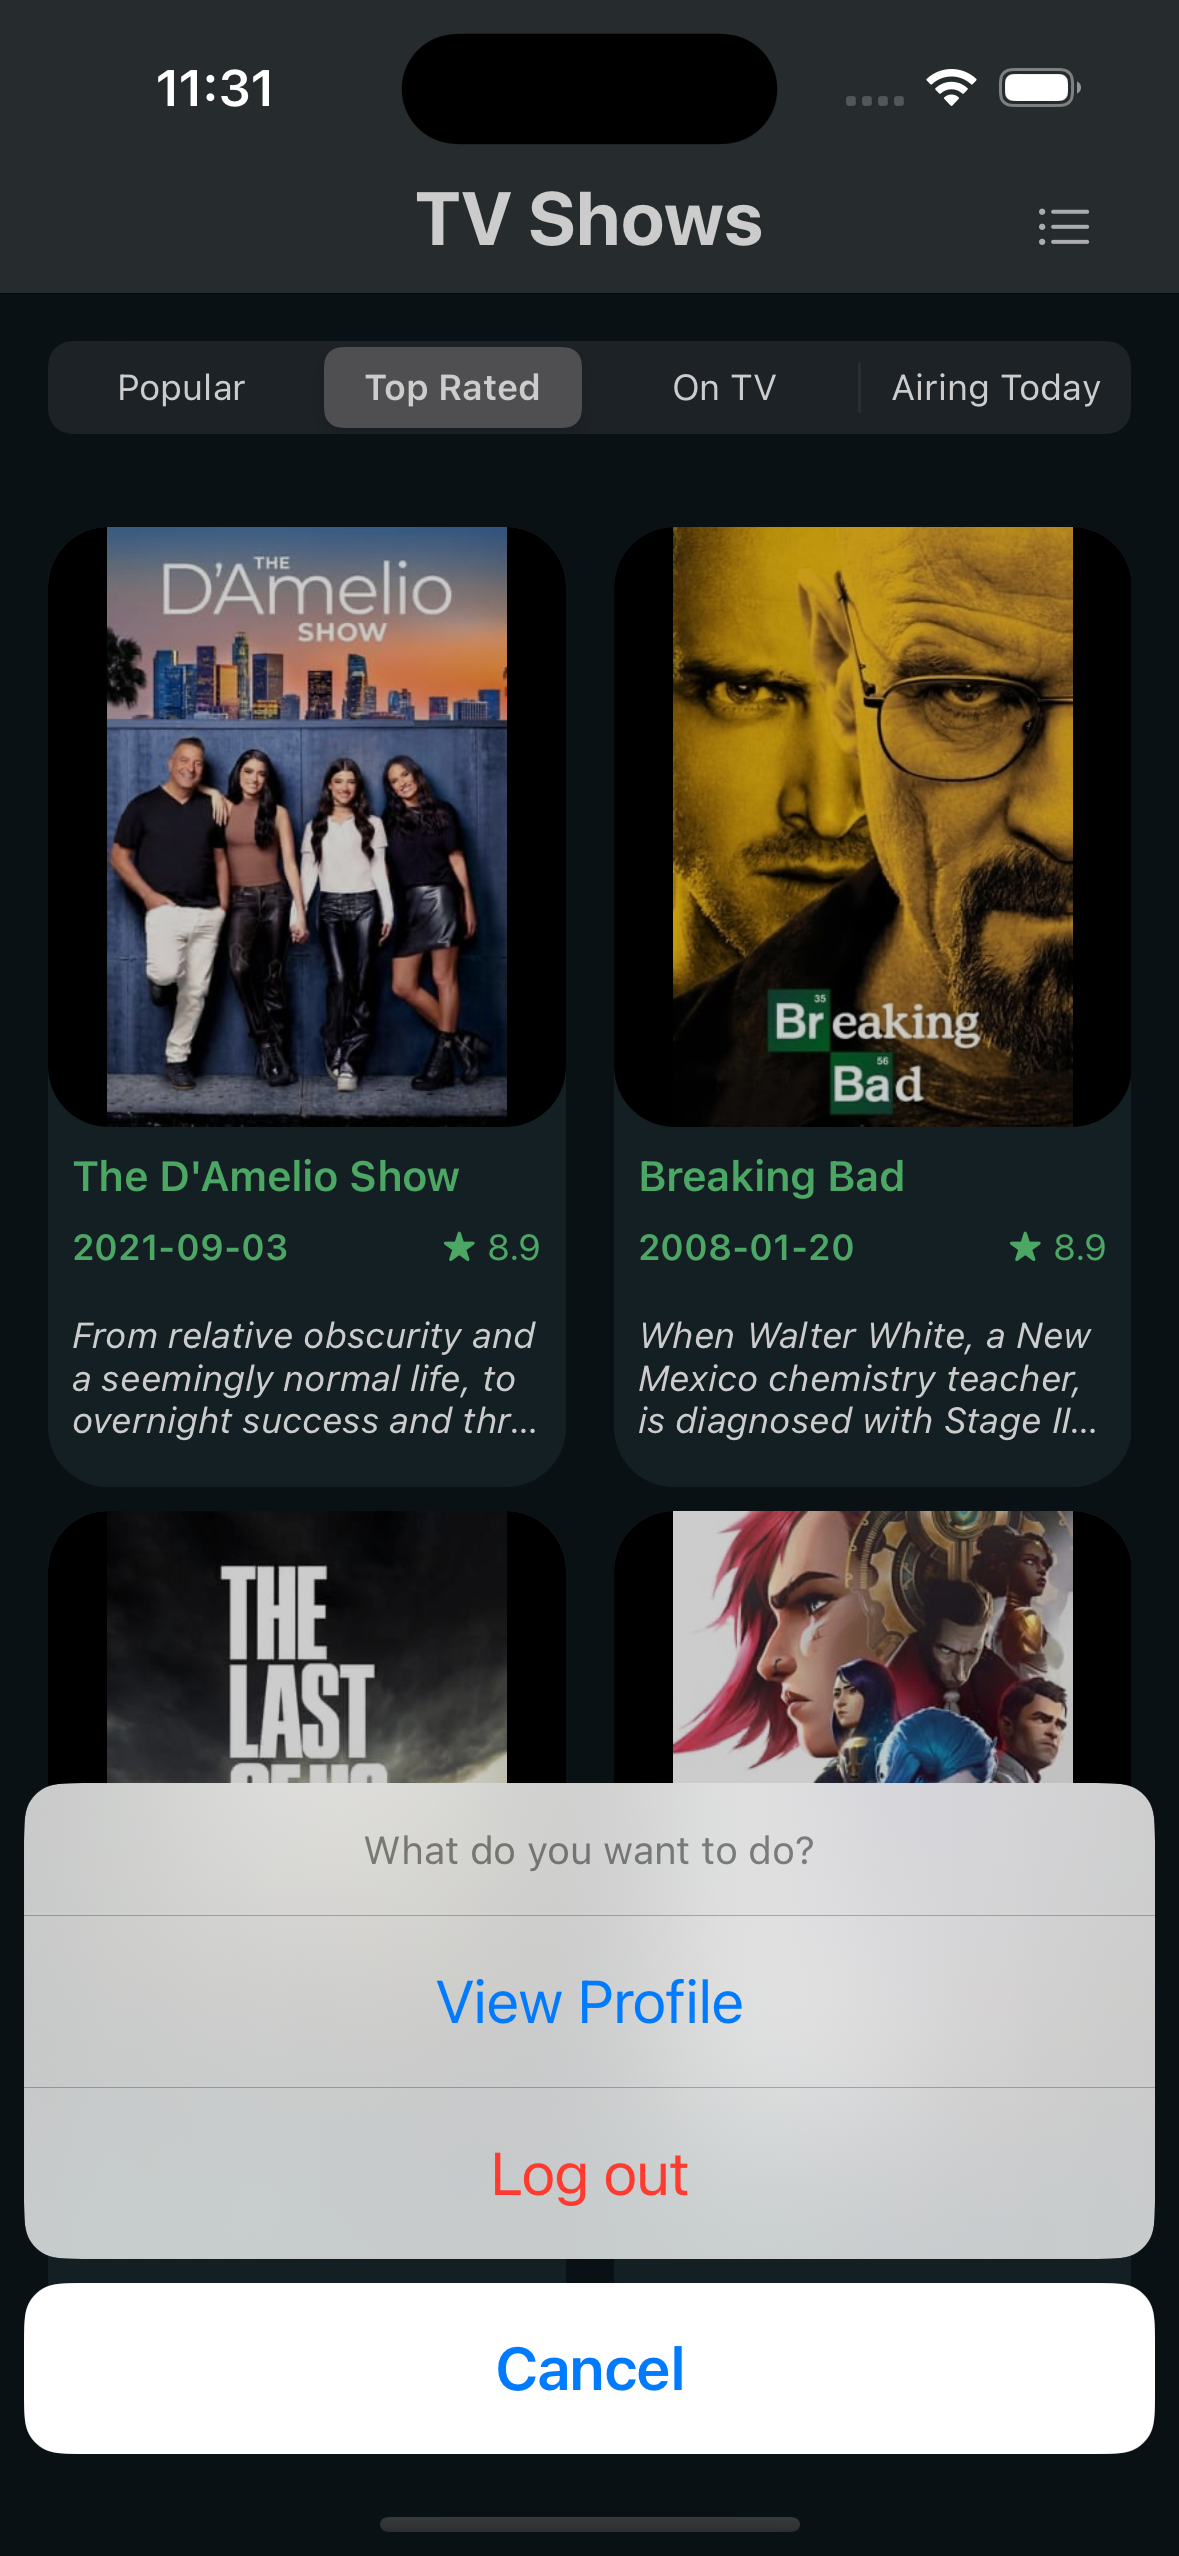 11:31
TV Shows
Popular
Top Rated
On TV
Airing Today
THE
D'Amelio
SHOW
35
Breaking
56
Bad
The D'Amelio Show
2021-09-03
★ 8.9
From relative obscurity and
a seemingly normal life, to
overnight success and thr...
Breaking Bad
2008-01-20
★ 8.9
When Walter White, a New
Mexico chemistry teacher,
is diagnosed with Stage II...
THE
LAST
What do you want to do?
View Profile
Log out
Cancel